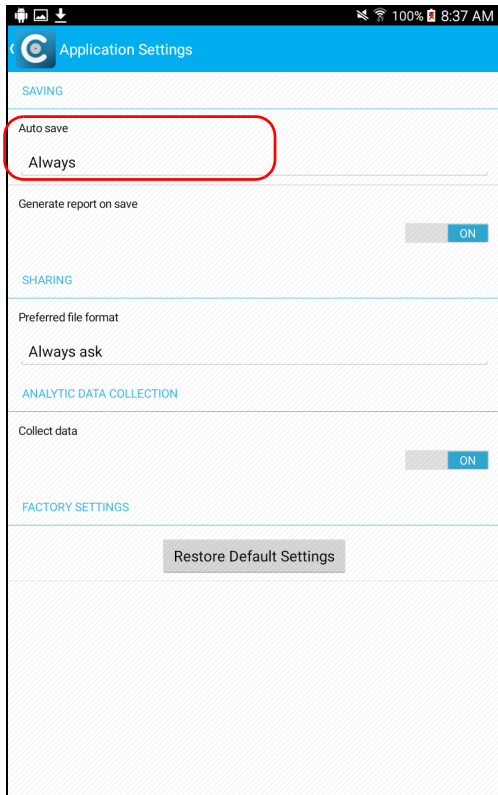 100% 8:37 AM
Application Settings
SAVING
Auto save
Always
Generate report on save
ON
SHARING
Preferred file format
Always ask
ANALYTIC DATA COLLECTION
Collect data
ON
FACTORY SETTINGS
Restore Default Settings